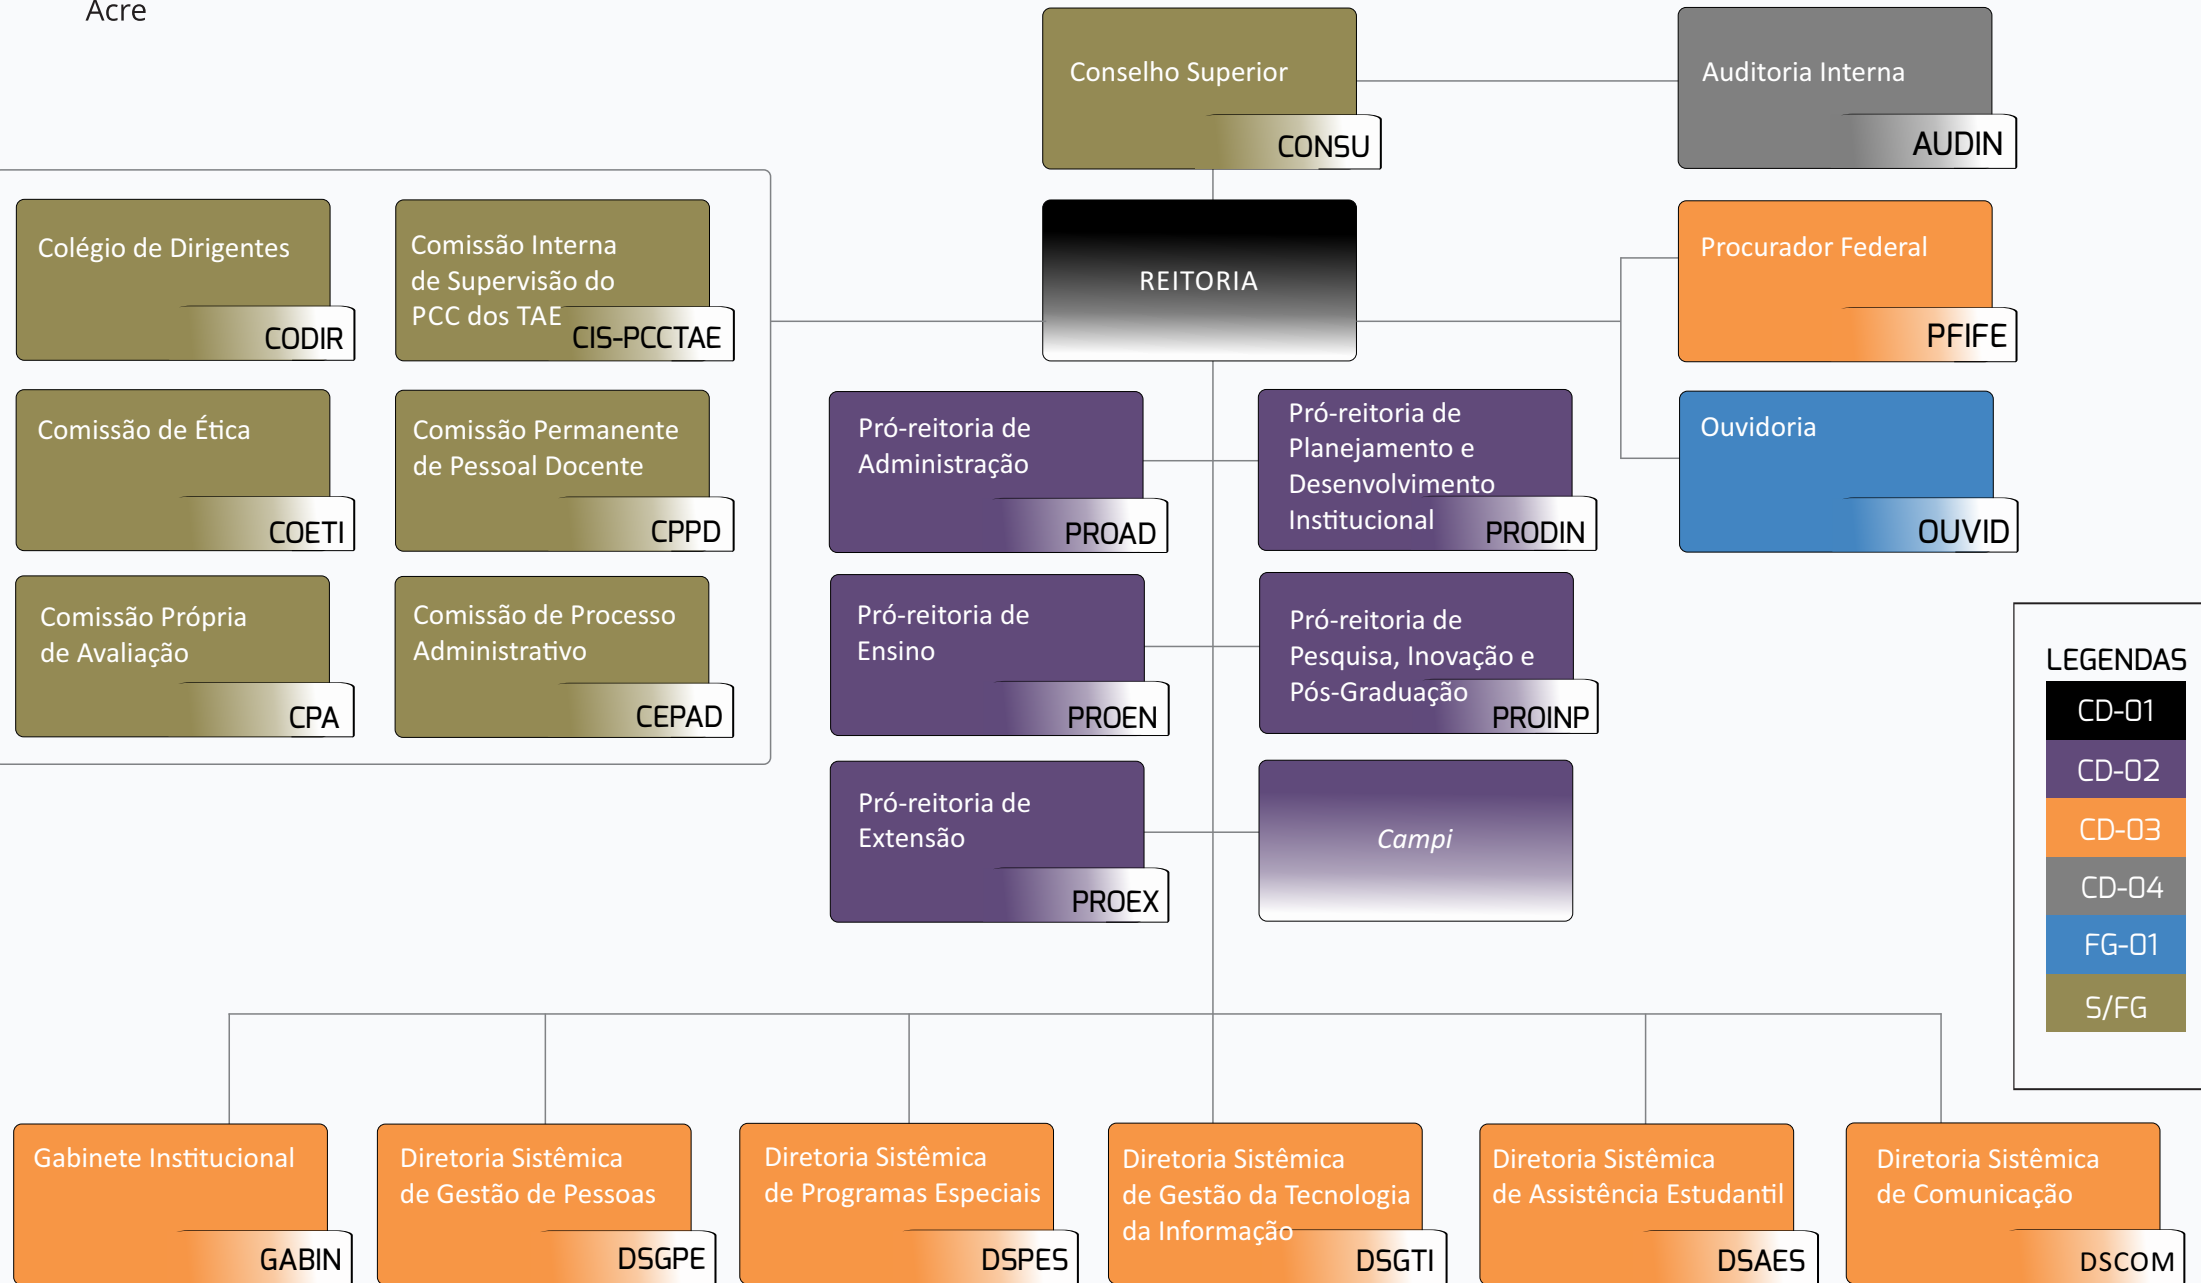 Acre
Conselho Superior
CONSU
Auditoria Interna
AUDIN
Colégio de Dirigentes
CODIR
Comissão Interna
de Supervisão do
PCC dos TAE
CIS-PCCTAE
REITORIA
Procurador Federal
PFIFE
Comissão de Ética
COETI
Comissão Permanente
de Pessoal Docente
CPPD
Pró-reitoria de
Administração
PROAD
Pró-reitoria de
Planejamento e
Desenvolvimento
Institucional
PRODIN
Ouvidoria
OUVID
Comissão Própria
de Avaliação
CPA
Comissão de Processo
Administrativo
CEPAD
Pró-reitoria de
Ensino
PROEN
Pró-reitoria de
Pesquisa, Inovação e
Pós-Graduação
PROINP
Pró-reitoria de
Extensão
PROEX
Campi
LEGENDAS
CD-01
CD-02
CD-03
CD-04
FG-01
S/FG
Gabinete Institucional
GABIN
Diretoria Sistêmica
de Gestão de Pessoas
DSGPE
Diretoria Sistêmica
de Programas Especiais
DSPES
Diretoria Sistêmica
de Gestão da Tecnologia
da Informação
DSGTI
Diretoria Sistêmica
de Assistência Estudantil
DSAES
Diretoria Sistêmica
de Comunicação
DSCOM